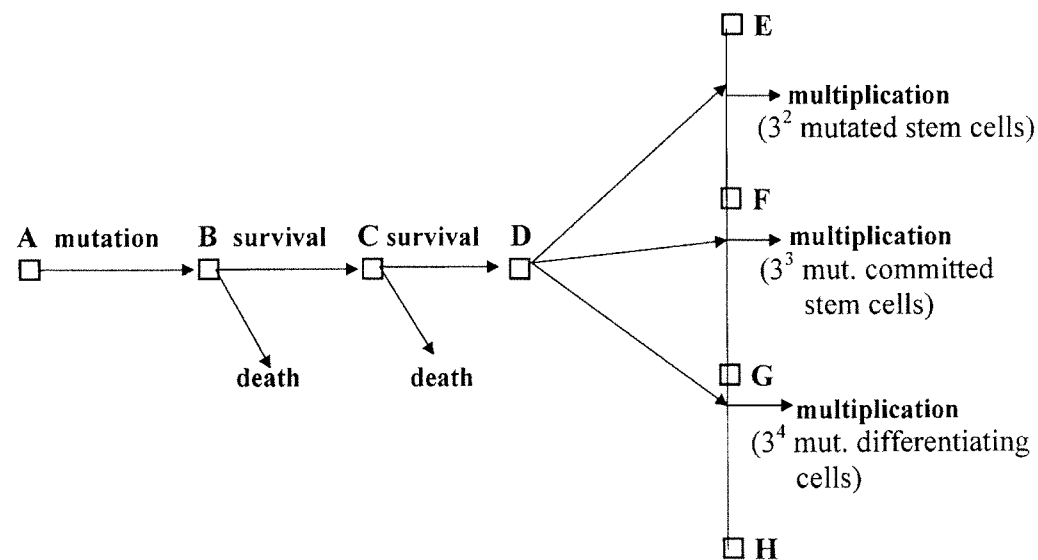 E
multiplication
(3² mutated stem cells)
F
A mutation B survival C survival D
multiplication
(3³ mut. committed
stem cells)
death death
G
multiplication
(3⁴ mut. differentiating
cells)
H